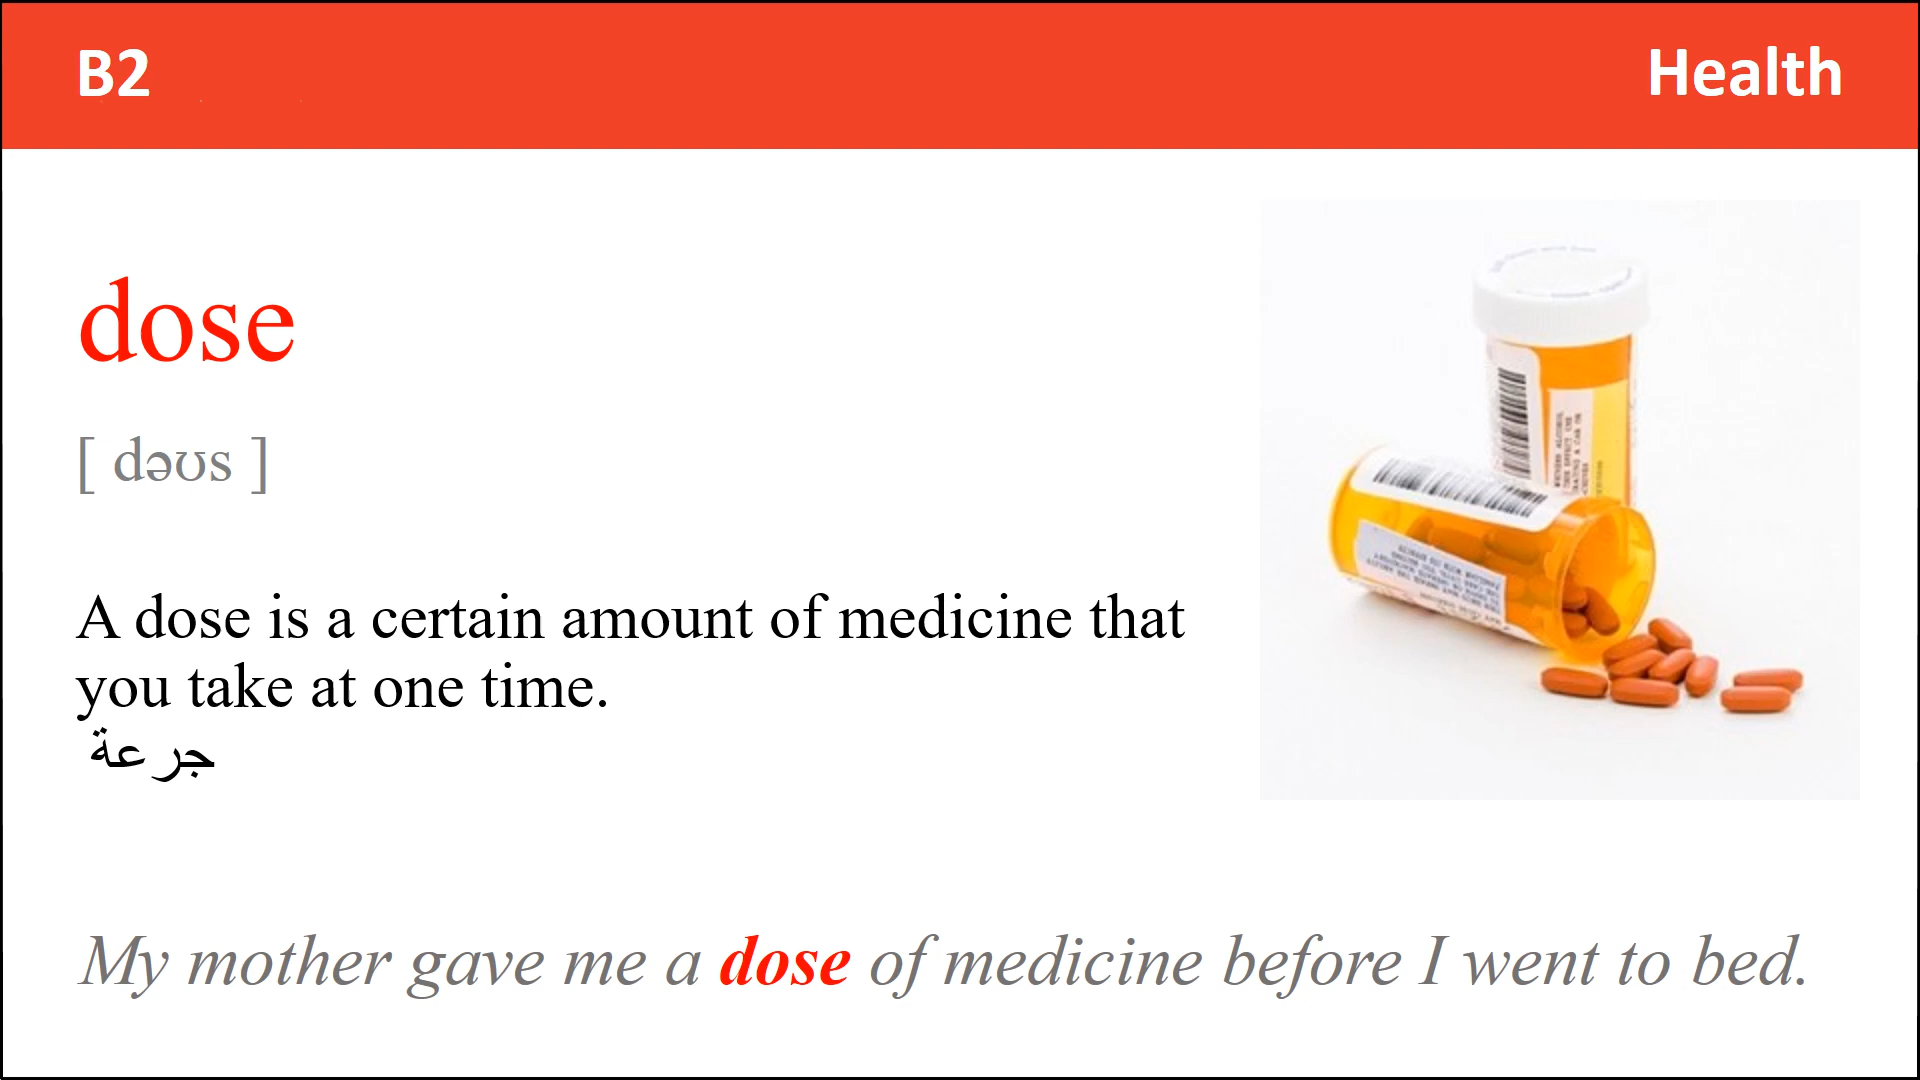 B2
Health
dose
[ dəʊs ]
A dose is a certain amount of medicine that
you take at one time.
جرعة
My mother gave me a dose of medicine before I went to bed.